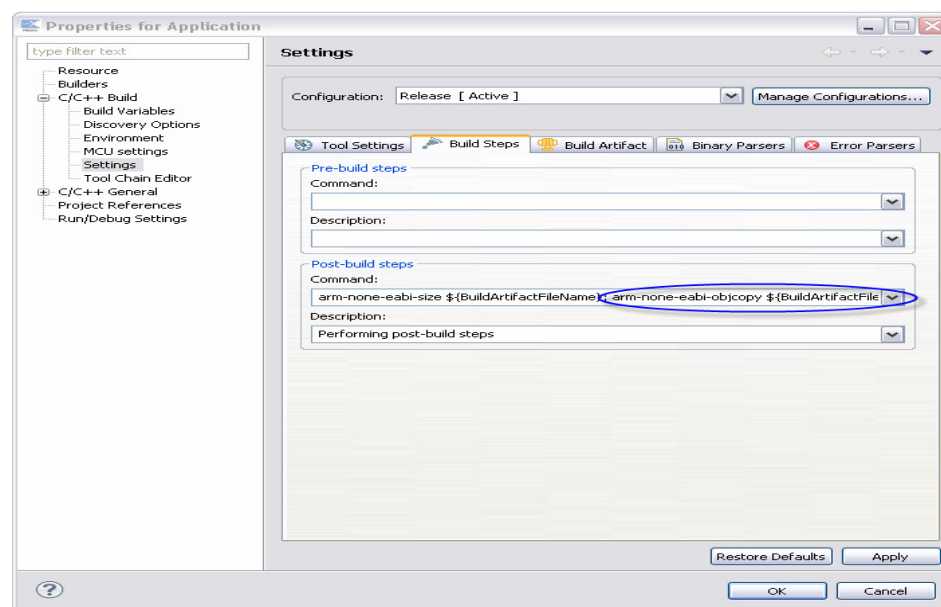 Properties for Application
type filter text
Resource
Builders
C/C++ Build
Build Variables
Discovery Options
Environment
MCU settings
Settings
Tool Chain Editor
C/C++ General
Project References
Run/Debug Settings
Settings
Configuration: Release [ Active ] Manage Configurations...
Tool Settings Build Steps Build Artifact Binary Parsers Error Parsers
Pre-build steps
Command:
Description:
Post-build steps
Command:
arm-none-eabi-size ${BuildArtifactFileName}; arm-none-eabi-objcopy ${BuildArtifactFile
Description:
Performing post-build steps
Restore Defaults Apply
OK Cancel